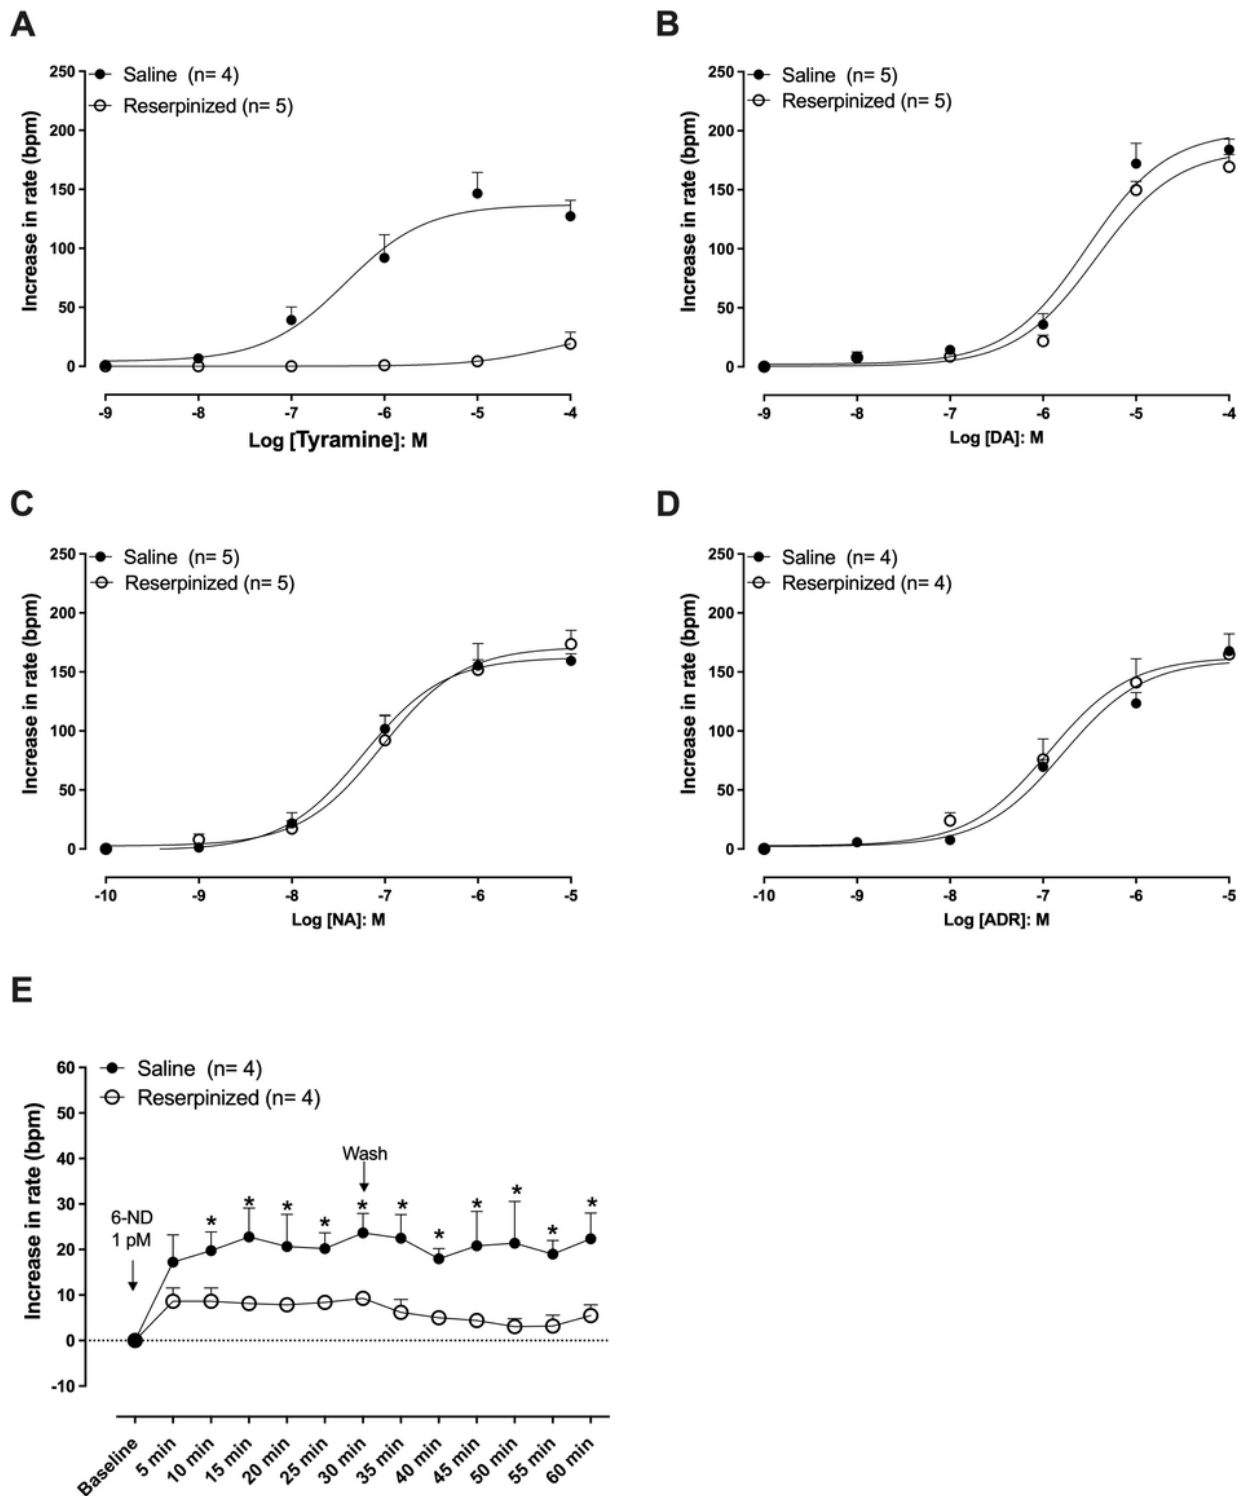 A
250
200
150
100
50
0
Increase in rate (bpm)
Saline (n= 4)
Reserpinized (n= 5)
-9 -8 -7 -6 -5 -4
Log [Tyramine]: M
B
250
200
150
100
50
0
Increase in rate (bpm)
Saline (n= 5)
Reserpinized (n= 5)
-9 -8 -7 -6 -5 -4
Log [DA]: M
C
250
200
150
100
50
0
Increase in rate (bpm)
Saline (n= 5)
Reserpinized (n= 5)
-10 -9 -8 -7 -6 -5
Log [NA]: M
D
250
200
150
100
50
0
Increase in rate (bpm)
Saline (n= 4)
Reserpinized (n= 4)
-10 -9 -8 -7 -6 -5
Log [ADR]: M
E
60
50
40
30
20
10
0
-10
Increase in rate (bpm)
Saline (n= 4)
Reserpinized (n= 4)
Wash
6-ND
1 pM
* * * * * * * * * * *
Baseline 5 min 10 min 15 min 20 min 25 min 30 min 35 min 40 min 45 min 50 min 55 min 60 min